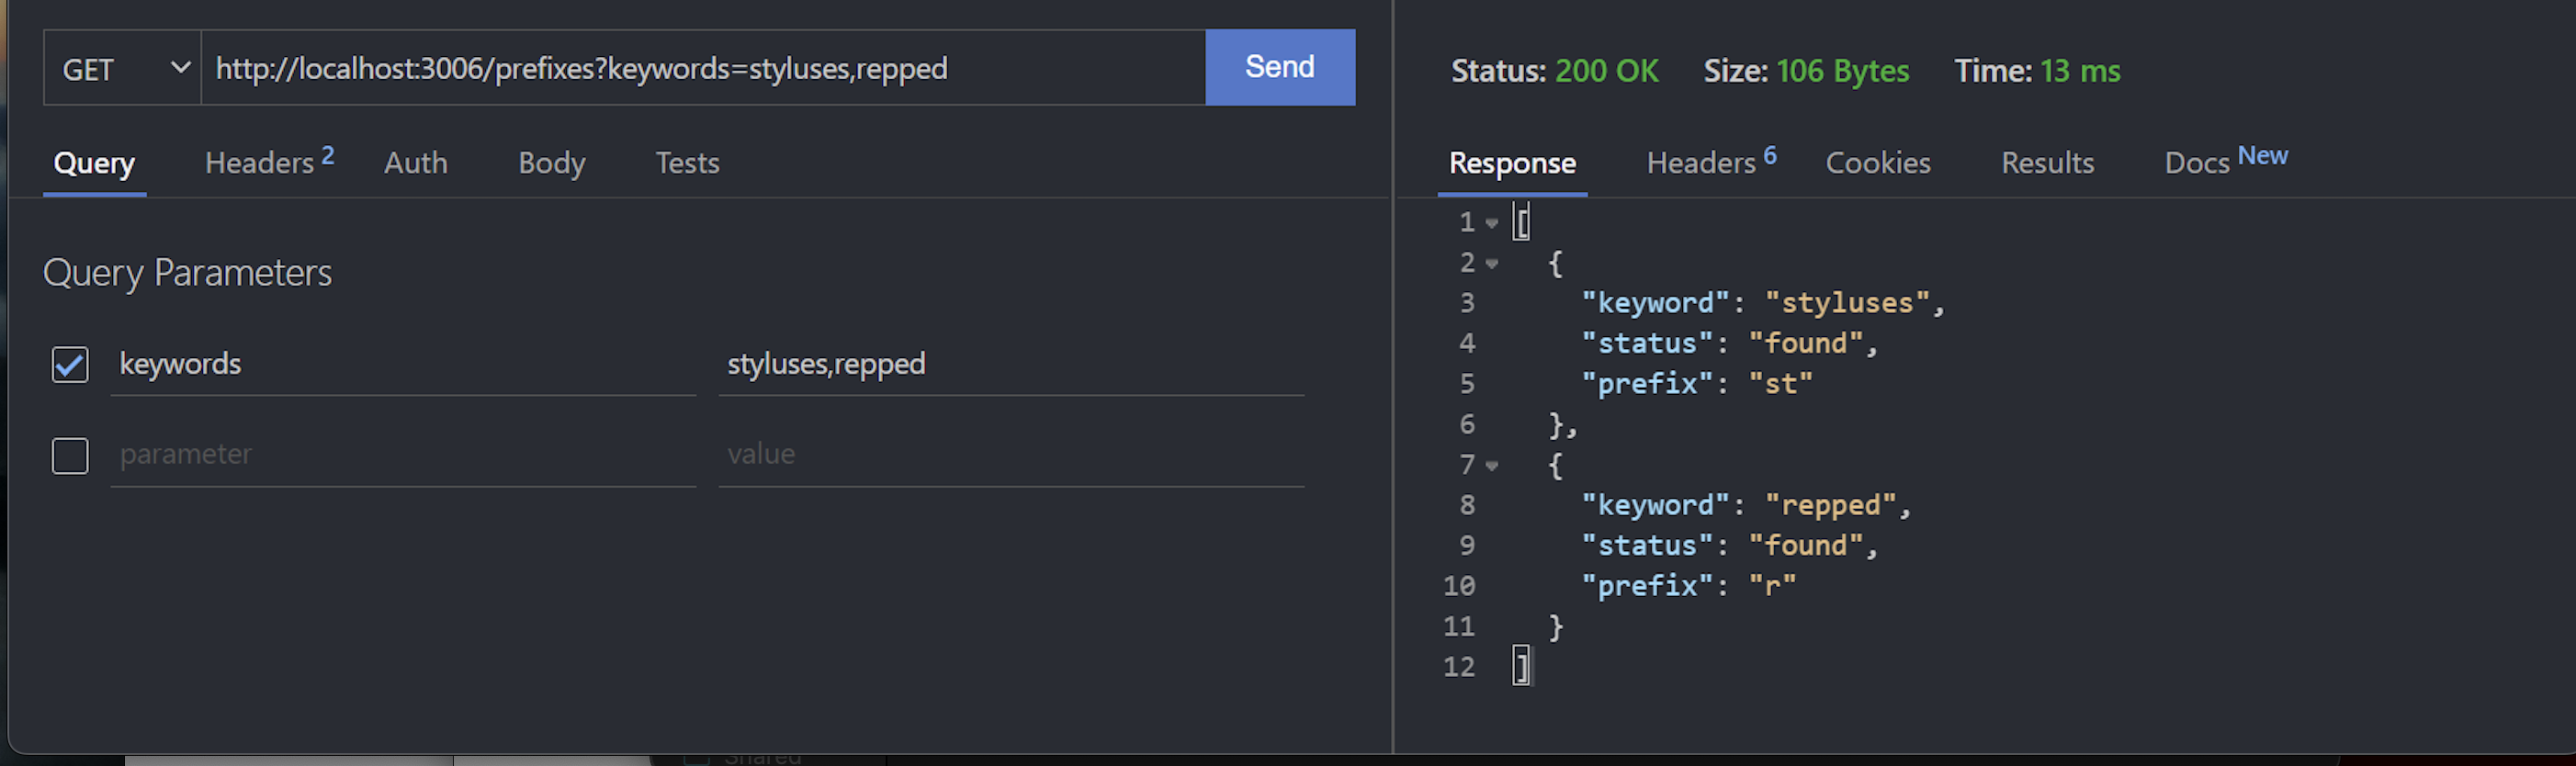 GET http://localhost:3006/prefixes?keywords=styluses,repped Send
Query Headers 2 Auth Body Tests
Query Parameters
keywords styluses,repped
parameter value
Status: 200 OK Size: 106 Bytes Time: 13 ms
Response Headers 6 Cookies Results Docs New
1 [
2 {
3 "keyword": "styluses",
4 "status": "found",
5 "prefix": "st"
6 },
7 {
8 "keyword": "repped",
9 "status": "found",
10 "prefix": "r"
11 }
12 ]
Shared